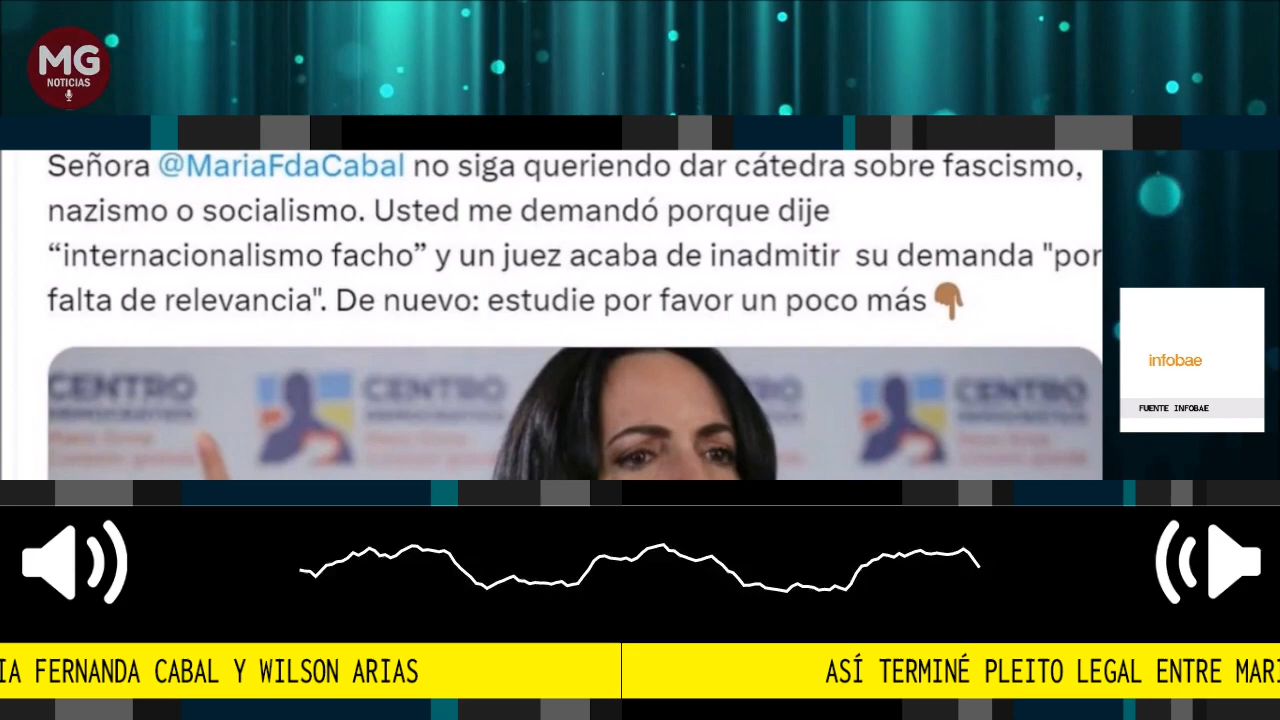 MG
NOTICIAS
Señora @MariaFdaCabal no siga queriendo dar cátedra sobre fascismo,
nazismo o socialismo. Usted me demandó porque dije
“internacionalismo facho” y un juez acaba de inadmitir su demanda "por
falta de relevancia". De nuevo: estudie por favor un poco más
CENTRO
CENTRO
CENTRO
infobae
FUENTE INFOBAE
IA FERNANDA CABAL Y WILSON ARIAS
ASÍ TERMINÉ PLEITO LEGAL ENTRE MARI